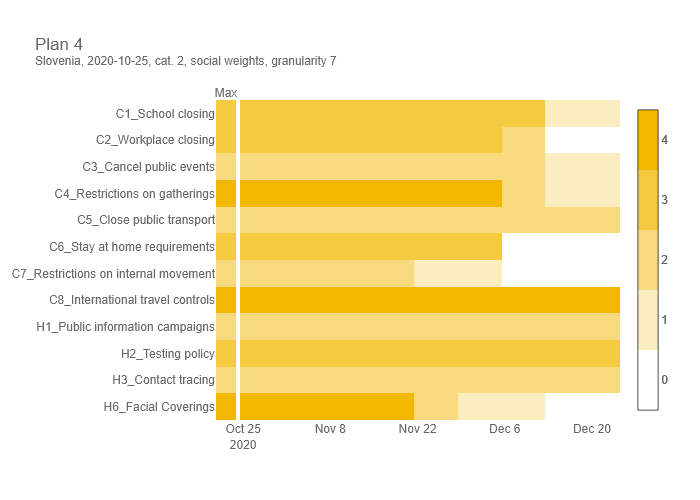 Plan 4
Slovenia, 2020-10-25, cat. 2, social weights, granularity 7
Max
C1_School closing
C2_Workplace closing
C3_Cancel public events
C4_Restrictions on gatherings
C5_Close public transport
C6_Stay at home requirements
C7_Restrictions on internal movement
C8_International travel controls
H1_Public information campaigns
H2_Testing policy
H3_Contact tracing
H6_Facial Coverings
Oct 25 Nov 8 Nov 22 Dec 6 Dec 20
2020
4
3
2
1
0